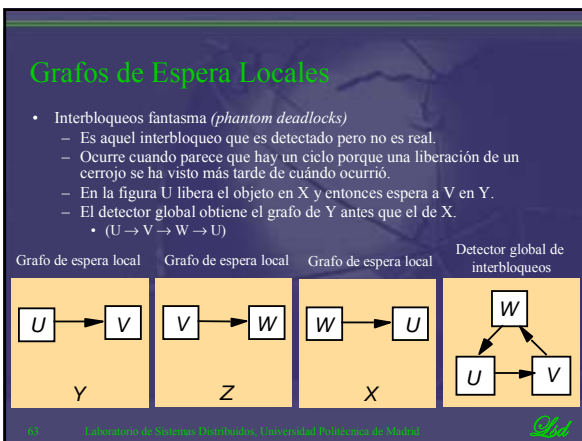 Grafos de Espera Locales
• Interbloqueos fantasma (phantom deadlocks)
– Es aquel interbloqueo que es detectado pero no es real.
– Ocurre cuando parece que hay un ciclo porque una liberación de un
cerrojo se ha visto más tarde de cuándo ocurrió.
– En la figura U libera el objeto en X y entonces espera a V en Y.
– El detector global obtiene el grafo de Y antes que el de X.
• (U → V → W → U)
Grafo de espera local
Grafo de espera local
Grafo de espera local
Detector global de
interbloqueos
U V
Y
V W
Z
W U
X
W
U V
63 Laboratorio de Sistemas Distribuidos, Universidad Politécnica de Madrid
Lsd